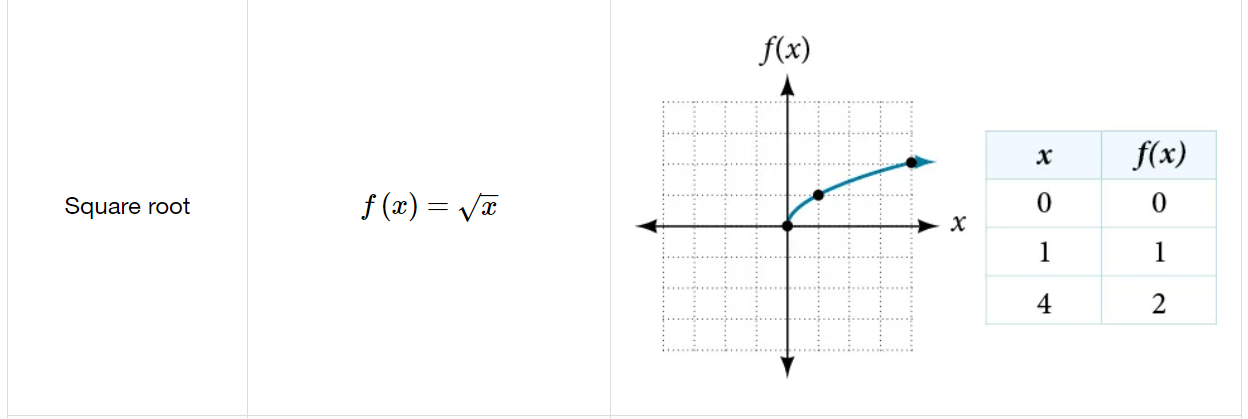 Square root
f (x) = √x
f(x)
x
x f(x)
0 0
1 1
4 2